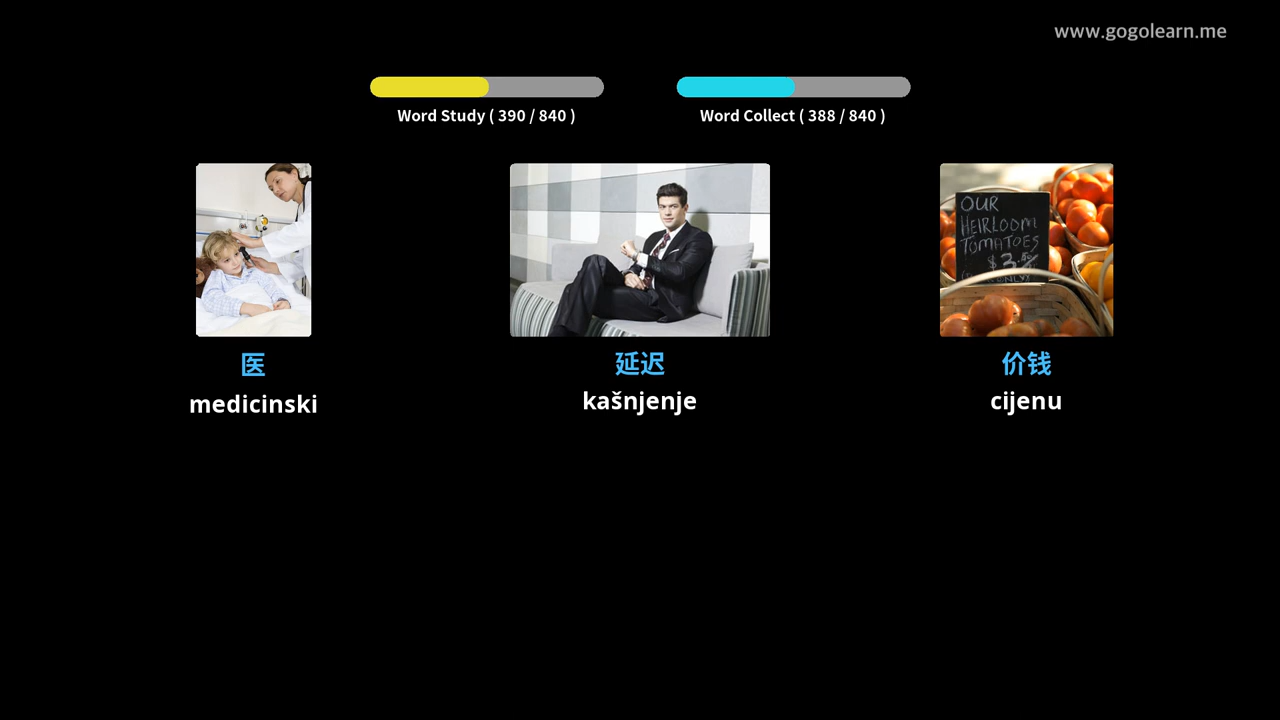 www.gogolearn.me
Word Study ( 390 / 840 )
Word Collect ( 388 / 840 )
OUR
HEIRLOOM
TOMATOES
医
medicinski
延迟
kašnjenje
价钱
cijenu